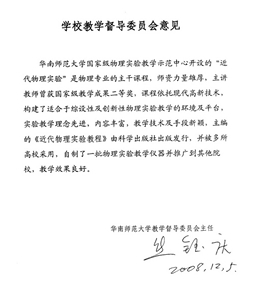 学校教学督导委员会意见
华南师范大学国家级物理实验教学示范中心开设的“近
代物理实验”是物理专业的主干课程，师资力量雄厚，主讲
教师曾获国家级教学成果二等奖，课程依托现代高新技术，
构建了适合于综设性及创新性物理实验教学的环境及平台，
实验教学理念先进，内容丰富，教学技术及手段新颖，主编
的《近代物理实验教程》由科学出版社出版发行，并被多所
高校采用，自制了一批物理实验教学仪器并推广到其他院
校，教学效果良好。
华南师范大学教学督导委员会主任
2008.12.5.